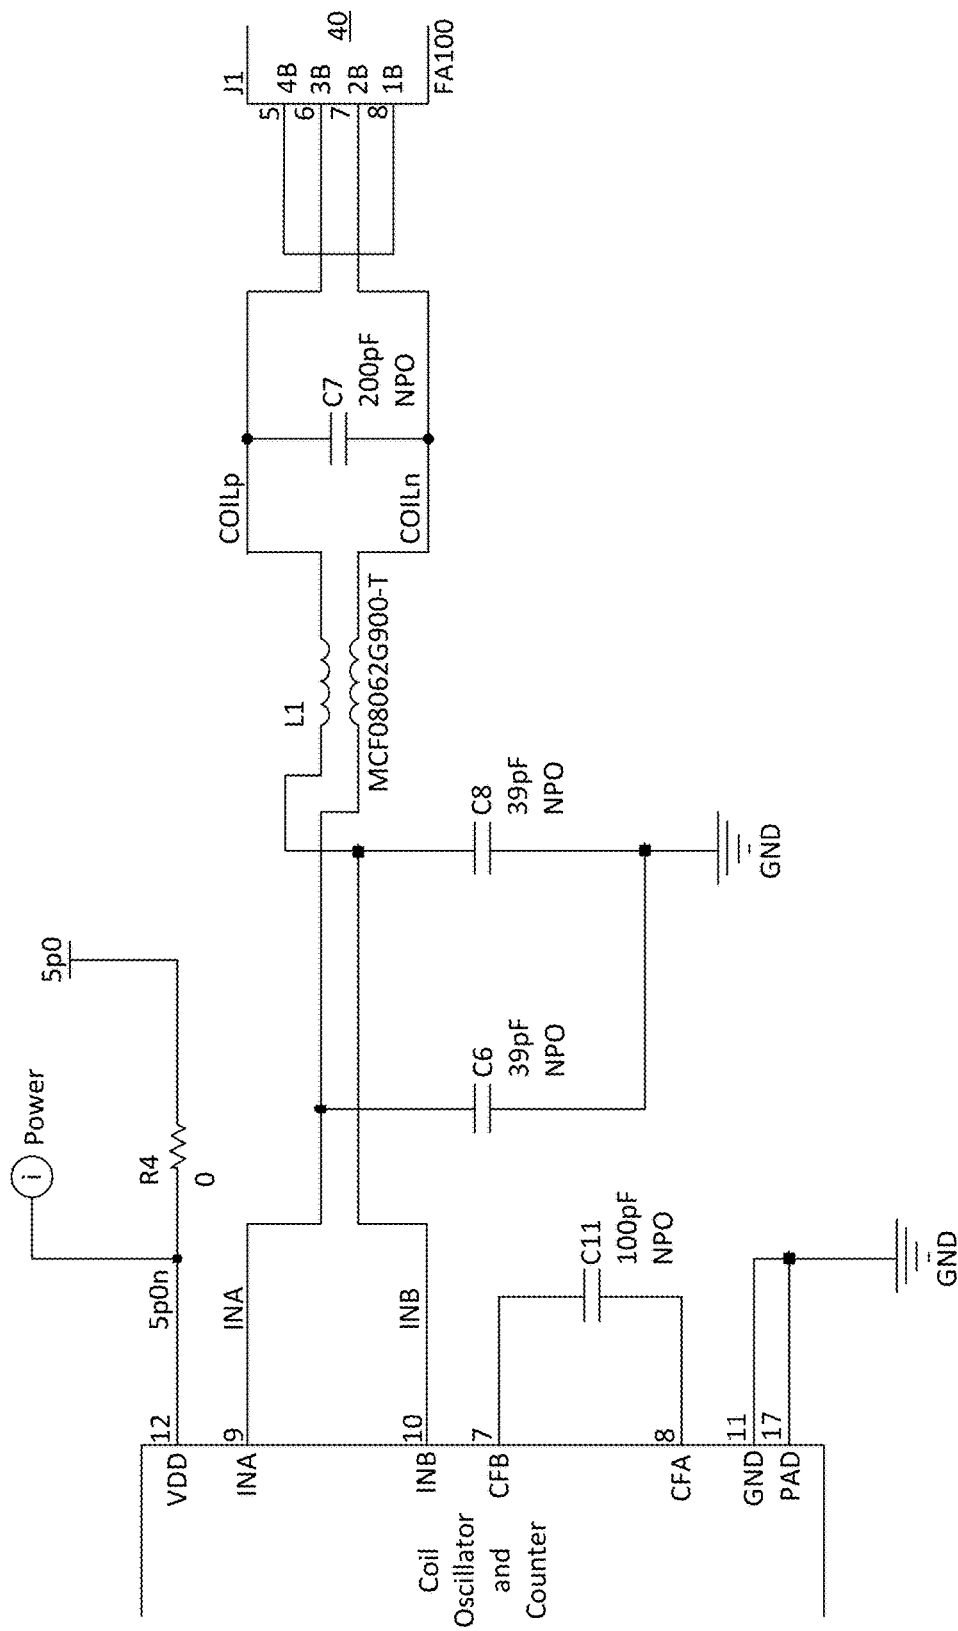 Coil
Oscillator
and
Counter
VDD
12
5p0n
i
Power
R4
0
5p0
INA
9
INA
INB
10
INB
CFB
7
CFA
8
C11
100pF
NPO
GND
11
PAD
17
GND
C6
39pF
NPO
C8
39pF
NPO
GND
L1
MCF08062G900-T
COILp
COILn
C7
200pF
NPO
J1
40
5
4B
6
3B
7
2B
8
1B
FA100